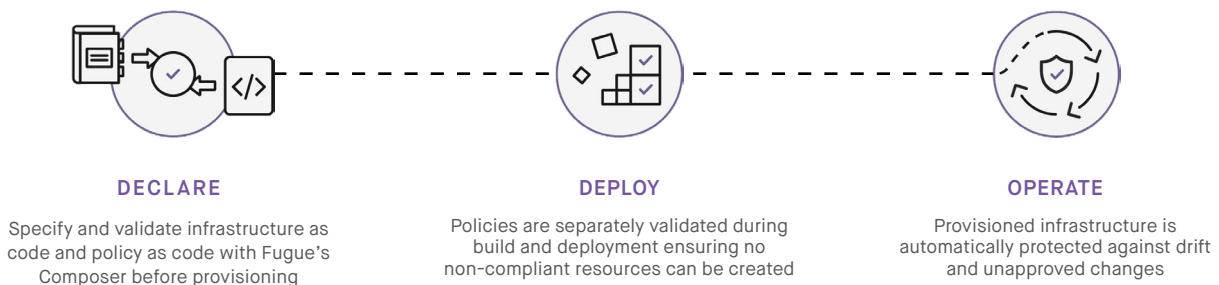 DECLARE
Specify and validate infrastructure as
code and policy as code with Fugue's
Composer before provisioning
DEPLOY
Policies are separately validated during
build and deployment ensuring no
non-compliant resources can be created
OPERATE
Provisioned infrastructure is
automatically protected against drift
and unapproved changes